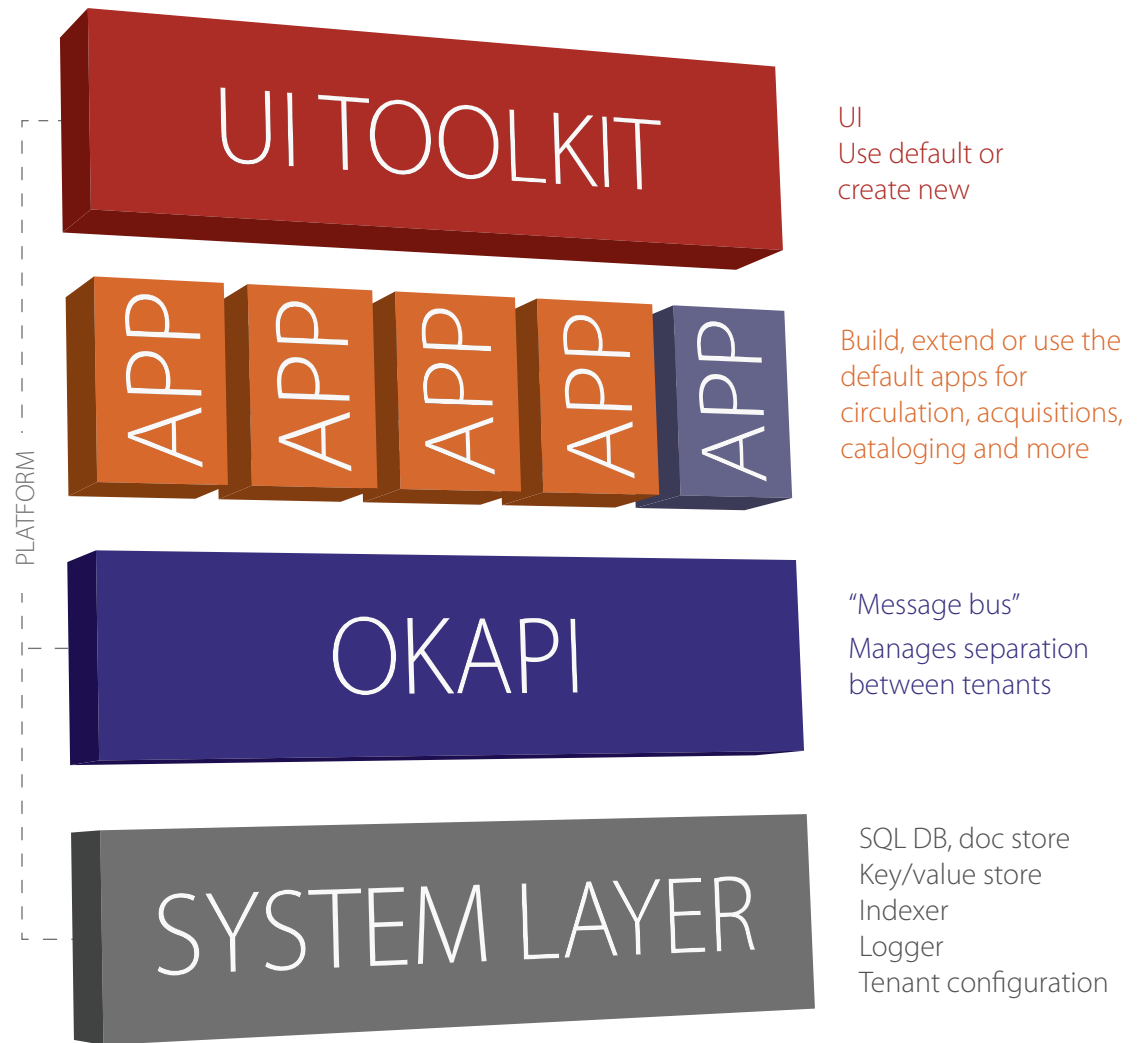 UI TOOLKIT
UI
Use default or
create new
APP
APP
APP
APP
APP
Build, extend or use the
default apps for
circulation, acquisitions,
cataloging and more
PLATFORM
OKAPI
“Message bus”
Manages separation
between tenants
SYSTEM LAYER
SQL DB, doc store
Key/value store
Indexer
Logger
Tenant configuration